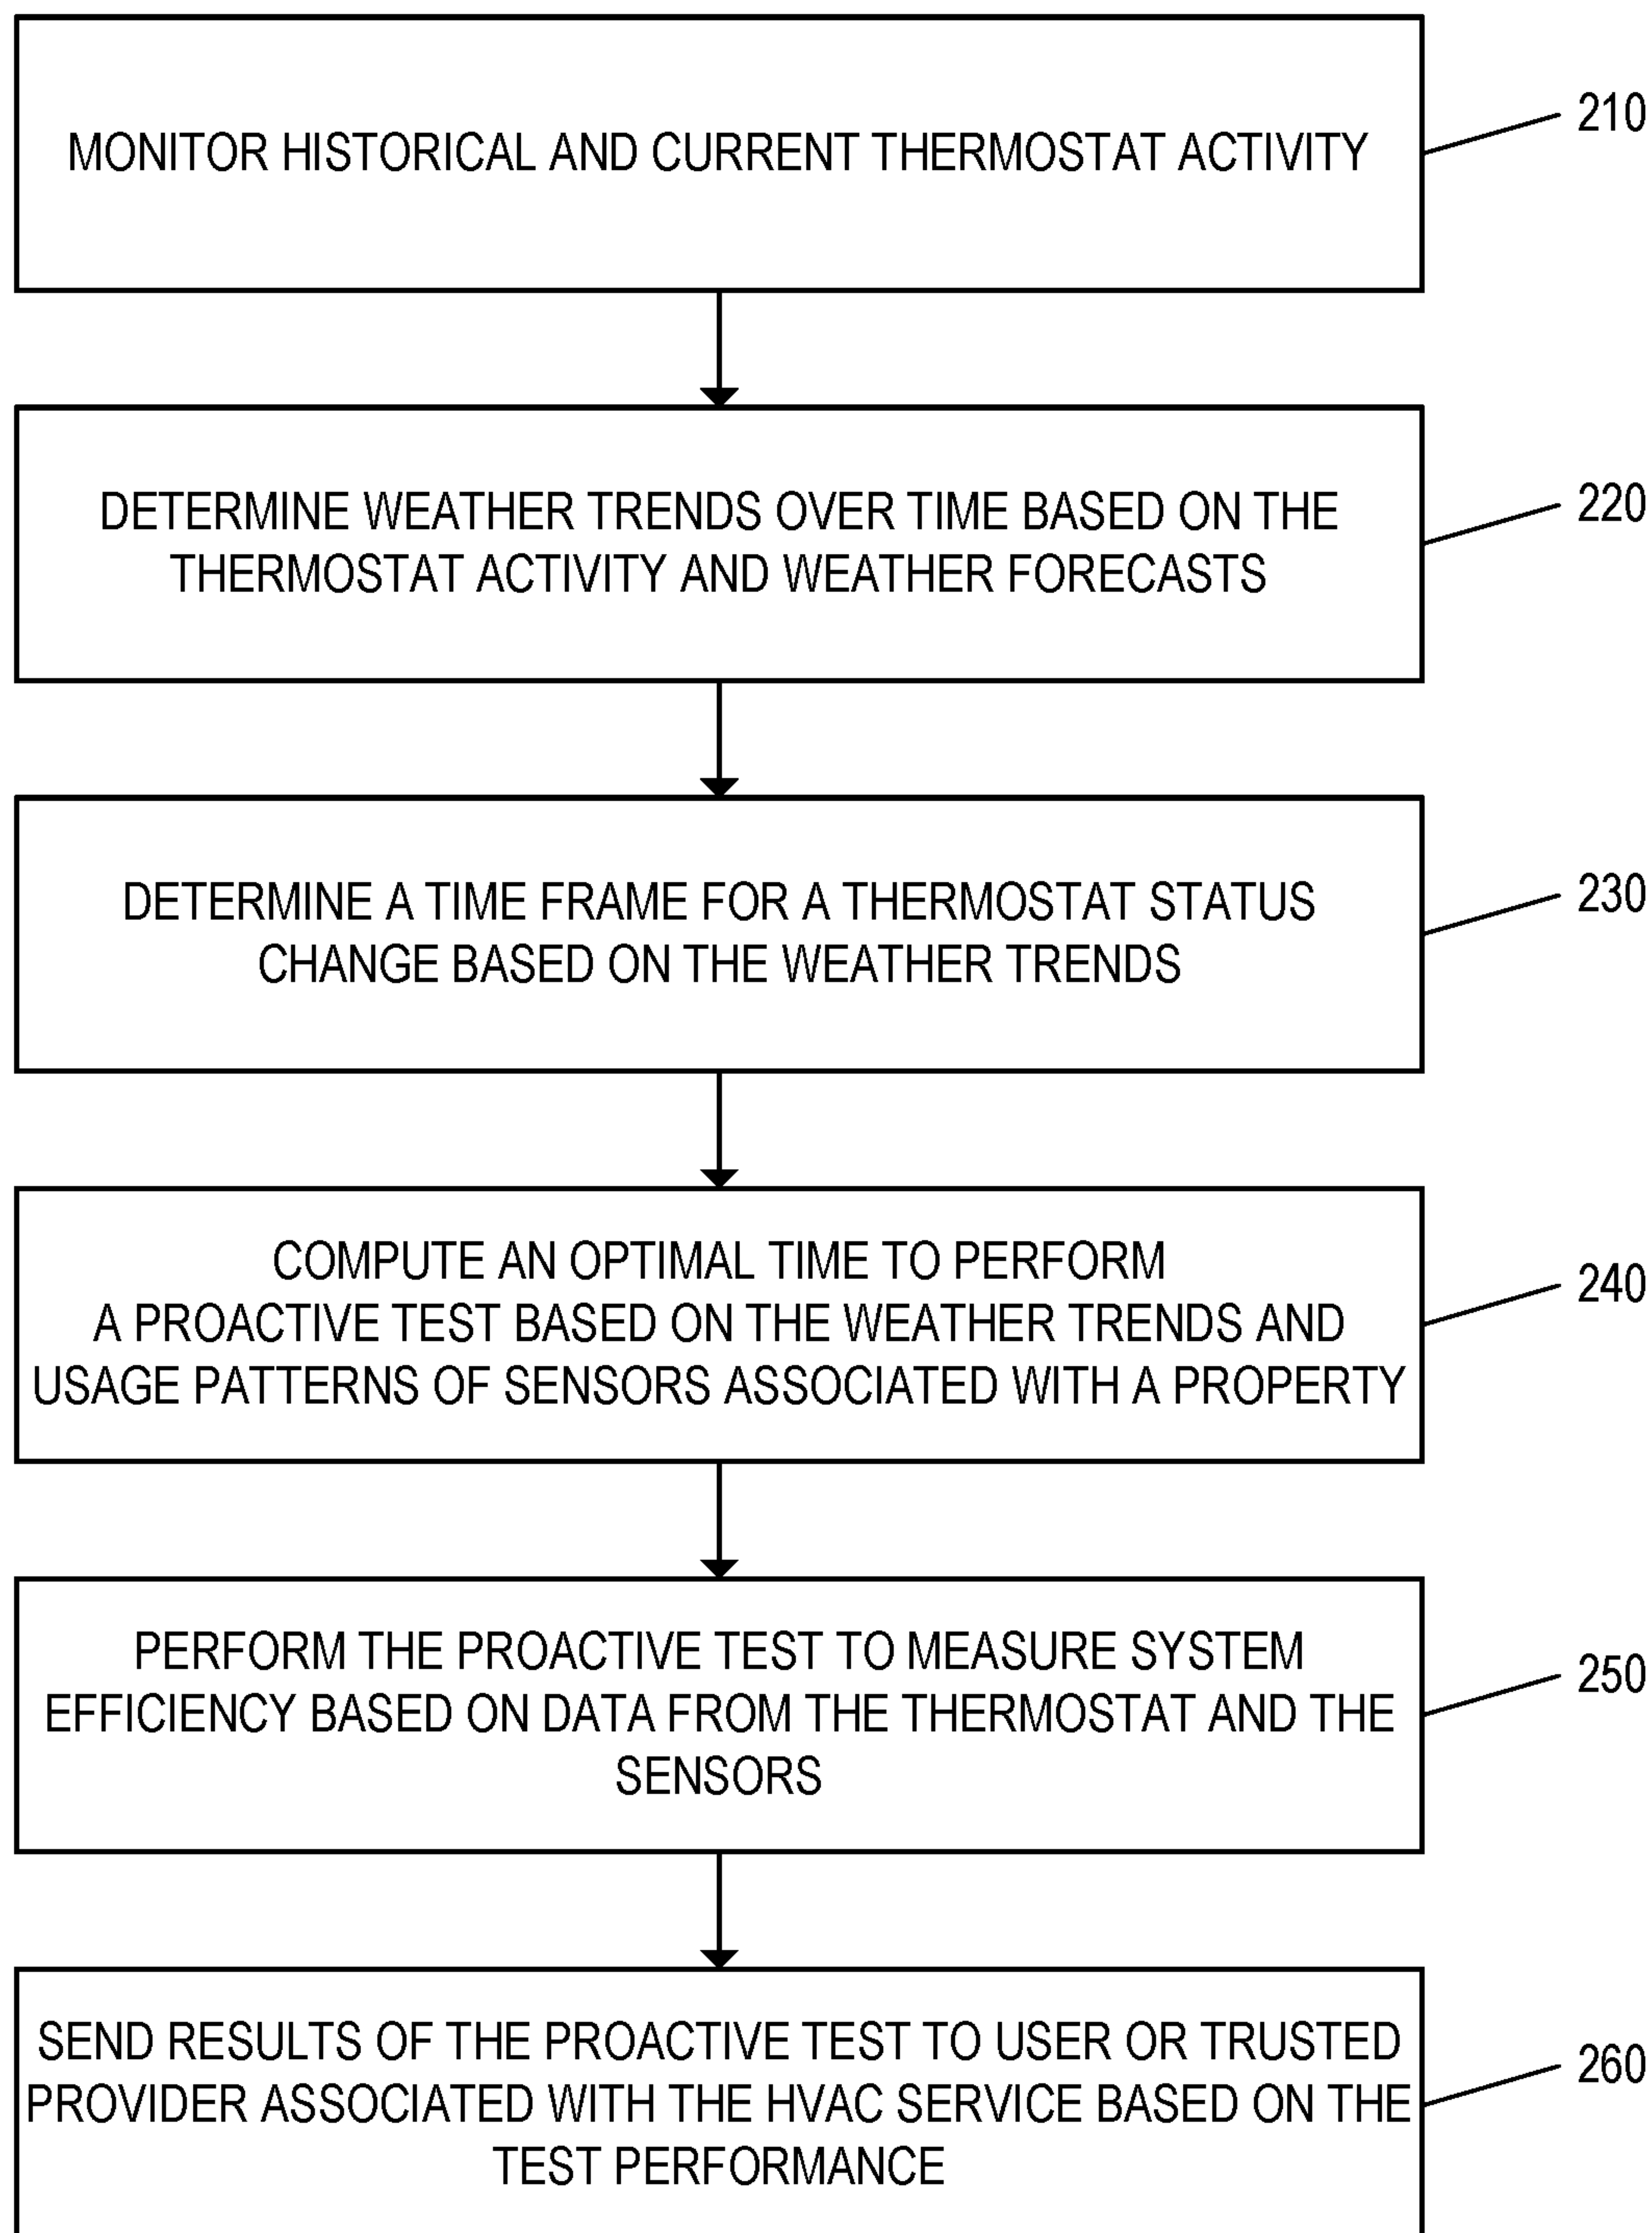 MONITOR HISTORICAL AND CURRENT THERMOSTAT ACTIVITY
210
DETERMINE WEATHER TRENDS OVER TIME BASED ON THE
THERMOSTAT ACTIVITY AND WEATHER FORECASTS
220
DETERMINE A TIME FRAME FOR A THERMOSTAT STATUS
CHANGE BASED ON THE WEATHER TRENDS
230
COMPUTE AN OPTIMAL TIME TO PERFORM
A PROACTIVE TEST BASED ON THE WEATHER TRENDS AND
USAGE PATTERNS OF SENSORS ASSOCIATED WITH A PROPERTY
240
PERFORM THE PROACTIVE TEST TO MEASURE SYSTEM
EFFICIENCY BASED ON DATA FROM THE THERMOSTAT AND THE
SENSORS
250
SEND RESULTS OF THE PROACTIVE TEST TO USER OR TRUSTED
PROVIDER ASSOCIATED WITH THE HVAC SERVICE BASED ON THE
TEST PERFORMANCE
260